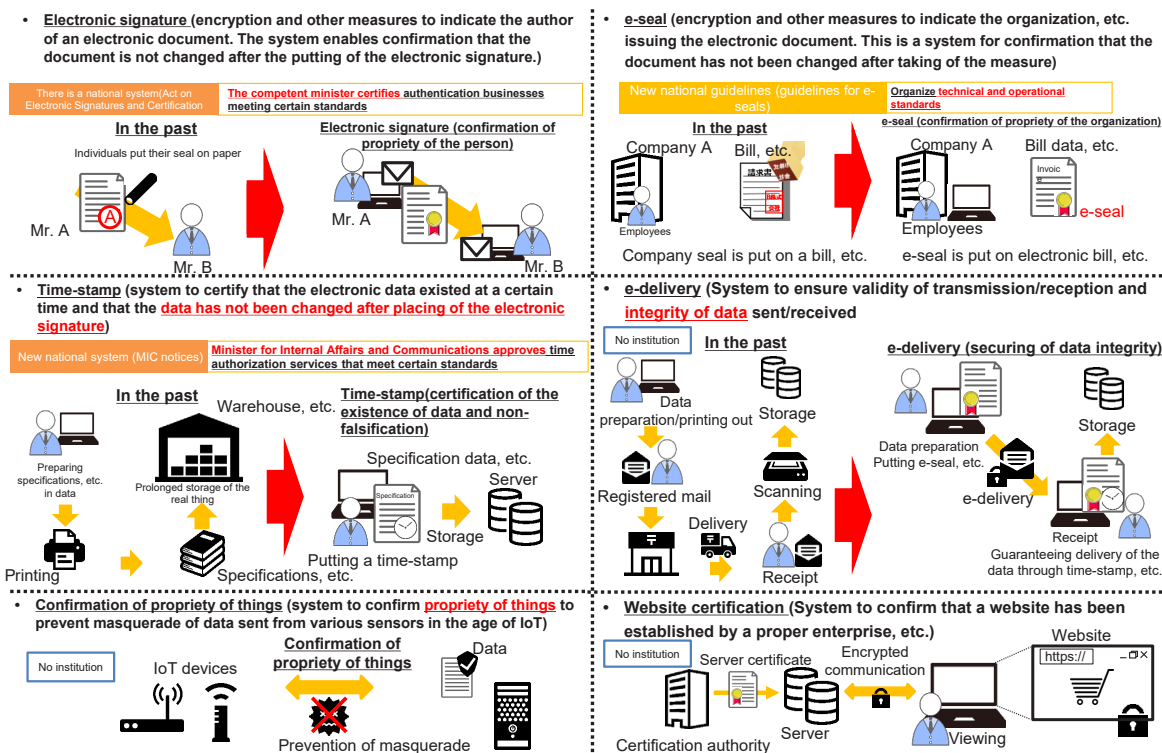 • Electronic signature (encryption and other measures to indicate the author
of an electronic document. The system enables confirmation that the
document is not changed after the putting of the electronic signature.)
There is a national system(Act on
Electronic Signatures and Certification
The competent minister certifies authentication businesses
meeting certain standards
In the past
Individuals put their seal on paper
A
Mr. A
Mr. B
Electronic signature (confirmation of
propriety of the person)
Mr. A
Mr. B
• e-seal (encryption and other measures to indicate the organization, etc.
issuing the electronic document. This is a system for confirmation that the
document has not been changed after taking of the measure)
New national guidelines (guidelines for e-
seals)
Organize technical and operational
standards
In the past
Company A
Bill, etc.
請求書
Employees
Company seal is put on a bill, etc.
e-seal (confirmation of propriety of the organization)
Company A
Bill data, etc.
Invoic
e
e-seal
Employees
e-seal is put on electronic bill, etc.
• Time-stamp (system to certify that the electronic data existed at a certain
time and that the data has not been changed after placing of the electronic
signature)
New national system (MIC notices)
Minister for Internal Affairs and Communications approves time
authorization services that meet certain standards
In the past
Warehouse, etc.
Preparing
specifications, etc.
in data
Prolonged storage of the
real thing
Printing
Specifications, etc.
Time-stamp(certification of the
existence of data and non-
falsification)
Specification data, etc.
Specification
Server
Storage
Putting a time-stamp
• e-delivery (System to ensure validity of transmission/reception and
integrity of data sent/received
No institution
In the past
Data
preparation/printing out
Storage
Registered mail
Scanning
Delivery
〒
〒
Receipt
e-delivery (securing of data integrity)
Data preparation
Putting e-seal, etc.
Storage
e-delivery
Receipt
Guaranteeing delivery of the
data through time-stamp, etc.
• Confirmation of propriety of things (system to confirm propriety of things to
prevent masquerade of data sent from various sensors in the age of IoT)
No institution
IoT devices
Confirmation of
propriety of things
Data
Prevention of masquerade
• Website certification (System to confirm that a website has been
established by a proper enterprise, etc.)
No institution
Server certificate
Encrypted
communication
Website
https://
Certification authority
Server
Viewing